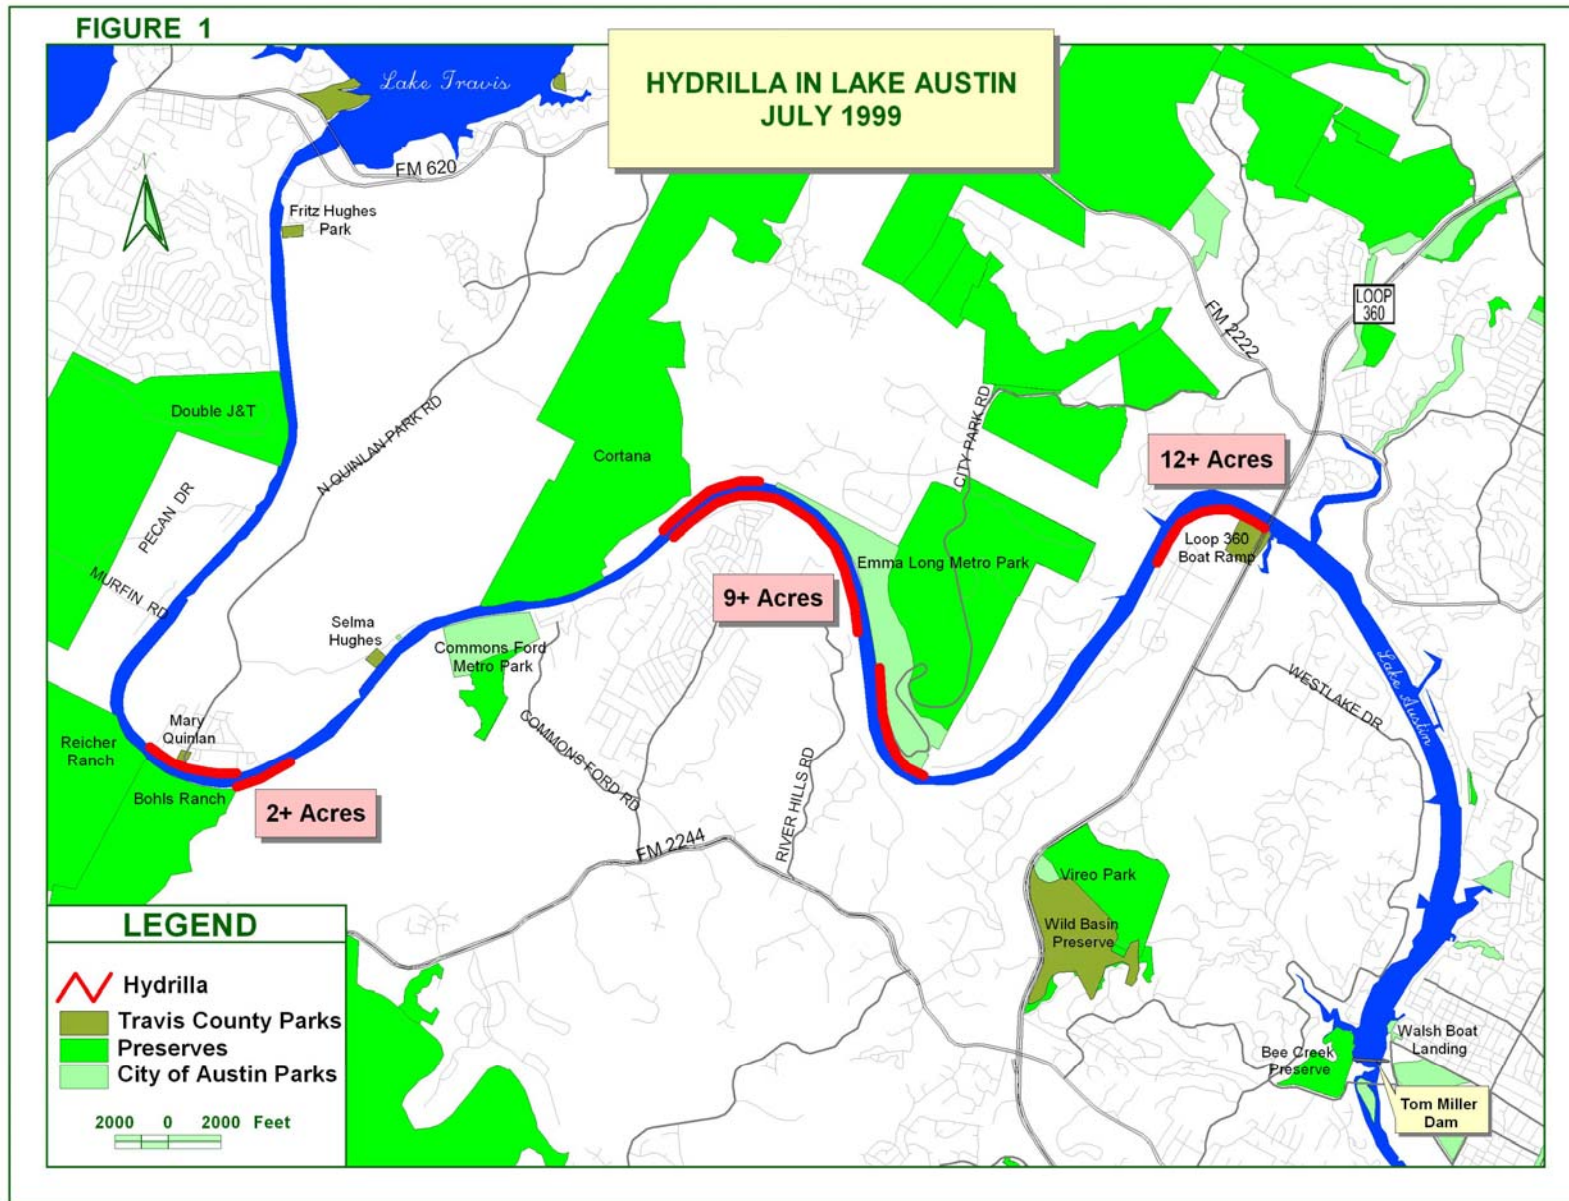 FIGURE 1
HYDRILLA IN LAKE AUSTIN
JULY 1999
Lake Travis
FM 620
N
Fritz Hughes
Park
LOOP
360
FM 2222
Double J&T
N QUINLAN PARK RD
CITY PARK RD
Cortana
12+ Acres
PECAN DR
Loop 360
Boat Ramp
Emma Long Metro Park
MURFIN RD
9+ Acres
Selma
Hughes
Commons Ford
Metro Park
Lake Austin
WESTLAKE DR
Mary
Quinlan
Reicher
Ranch
COMMONS FORD RD
RIVER HILLS RD
Bohls Ranch
2+ Acres
FM 2244
Vireo Park
Wild Basin
Preserve
LEGEND
Hydrilla
Travis County Parks
Preserves
City of Austin Parks
2000 0 2000 Feet
Walsh Boat
Landing
Bee Creek
Preserve
Tom Miller
Dam